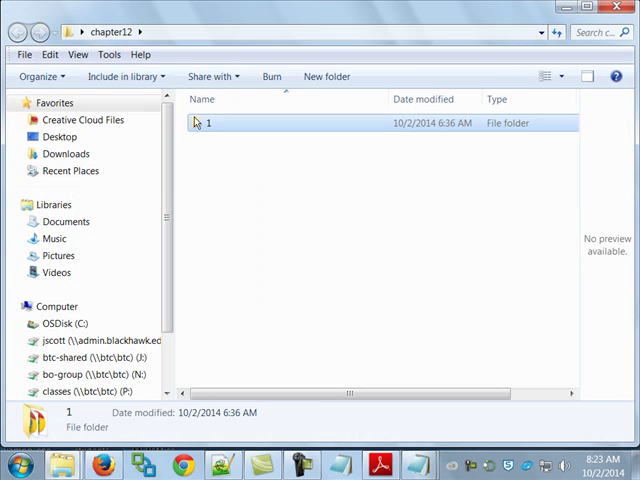 chapter12
Search c...
File Edit View Tools Help
Organize Include in library Share with Burn New folder
Name Date modified Type
1 10/2/2014 6:36 AM File folder
Favorites
Creative Cloud Files
Desktop
Downloads
Recent Places
Libraries
Documents
Music
Pictures
Videos
Computer
OSDisk (C:)
jscott (\\admin.blackhawk.ed
btc-shared (\\btc\btc) (J:)
bo-group (\\btc\btc) (N:)
classes (\\btc\btc) (P:)
No preview
available.
1 Date modified: 10/2/2014 6:36 AM
File folder
8:23 AM
10/2/2014